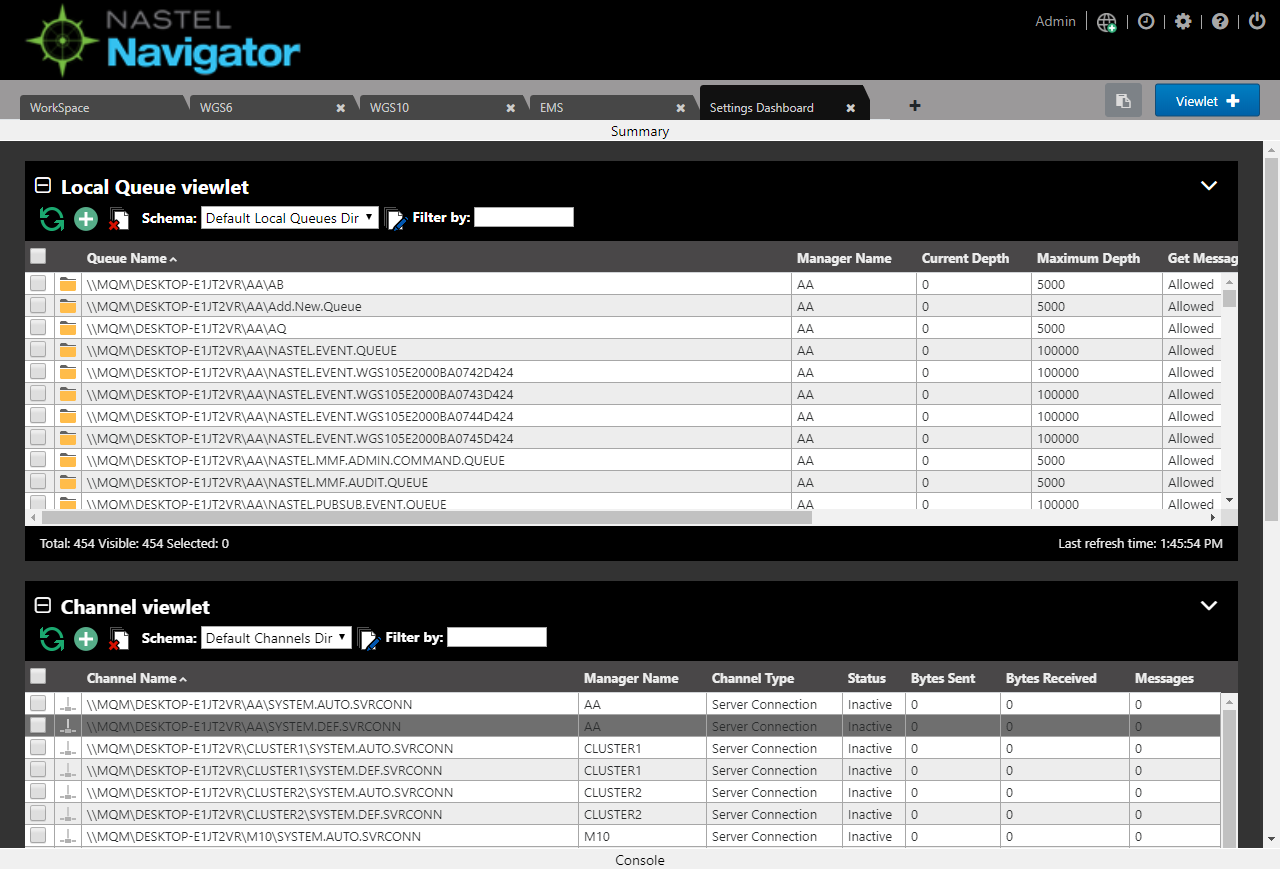 NASTEL
Navigator
Admin
WorkSpace WGS6 WGS10 EMS Settings Dashboard Viewlet
Summary
Local Queue viewlet
Schema: Default Local Queues Dir Filter by:
Queue Name Manager Name Current Depth Maximum Depth Get Messag
\\MQM\DESKTOP-E1JT2VR\AA\AB AA 0 5000 Allowed
\\MQM\DESKTOP-E1JT2VR\AA\Add.New.Queue AA 0 5000 Allowed
\\MQM\DESKTOP-E1JT2VR\AA\AQ AA 0 5000 Allowed
\\MQM\DESKTOP-E1JT2VR\AA\NASTEL.EVENT.QUEUE AA 0 100000 Allowed
\\MQM\DESKTOP-E1JT2VR\AA\NASTEL.EVENT.WGS105E2000BA0742D424 AA 0 100000 Allowed
\\MQM\DESKTOP-E1JT2VR\AA\NASTEL.EVENT.WGS105E2000BA0743D424 AA 0 100000 Allowed
\\MQM\DESKTOP-E1JT2VR\AA\NASTEL.EVENT.WGS105E2000BA0744D424 AA 0 100000 Allowed
\\MQM\DESKTOP-E1JT2VR\AA\NASTEL.EVENT.WGS105E2000BA0745D424 AA 0 100000 Allowed
\\MQM\DESKTOP-E1JT2VR\AA\NASTEL.MMF.ADMIN.COMMAND.QUEUE AA 0 5000 Allowed
\\MQM\DESKTOP-E1JT2VR\AA\NASTEL.MMF.AUDIT.QUEUE AA 0 5000 Allowed
\\MQM\DESKTOP-E1JT2VR\AA\NASTEL.PUBSUB.EVENT.QUEUE AA 0 100000 Allowed
Total: 454 Visible: 454 Selected: 0 Last refresh time: 1:45:54 PM
Channel viewlet
Schema: Default Channels Dir Filter by:
Channel Name Manager Name Channel Type Status Bytes Sent Bytes Received Messages
\\MQM\DESKTOP-E1JT2VR\AA\SYSTEM.AUTO.SVRCONN AA Server Connection Inactive 0 0 0
\\MQM\DESKTOP-E1JT2VR\AA\SYSTEM.DEF.SVRCONN AA Server Connection Inactive 0 0 0
\\MQM\DESKTOP-E1JT2VR\CLUSTER1\SYSTEM.AUTO.SVRCONN CLUSTER1 Server Connection Inactive 0 0 0
\\MQM\DESKTOP-E1JT2VR\CLUSTER1\SYSTEM.DEF.SVRCONN CLUSTER1 Server Connection Inactive 0 0 0
\\MQM\DESKTOP-E1JT2VR\CLUSTER2\SYSTEM.AUTO.SVRCONN CLUSTER2 Server Connection Inactive 0 0 0
\\MQM\DESKTOP-E1JT2VR\CLUSTER2\SYSTEM.DEF.SVRCONN CLUSTER2 Server Connection Inactive 0 0 0
\\MQM\DESKTOP-E1JT2VR\M10\SYSTEM.AUTO.SVRCONN M10 Server Connection Inactive 0 0 0
Console